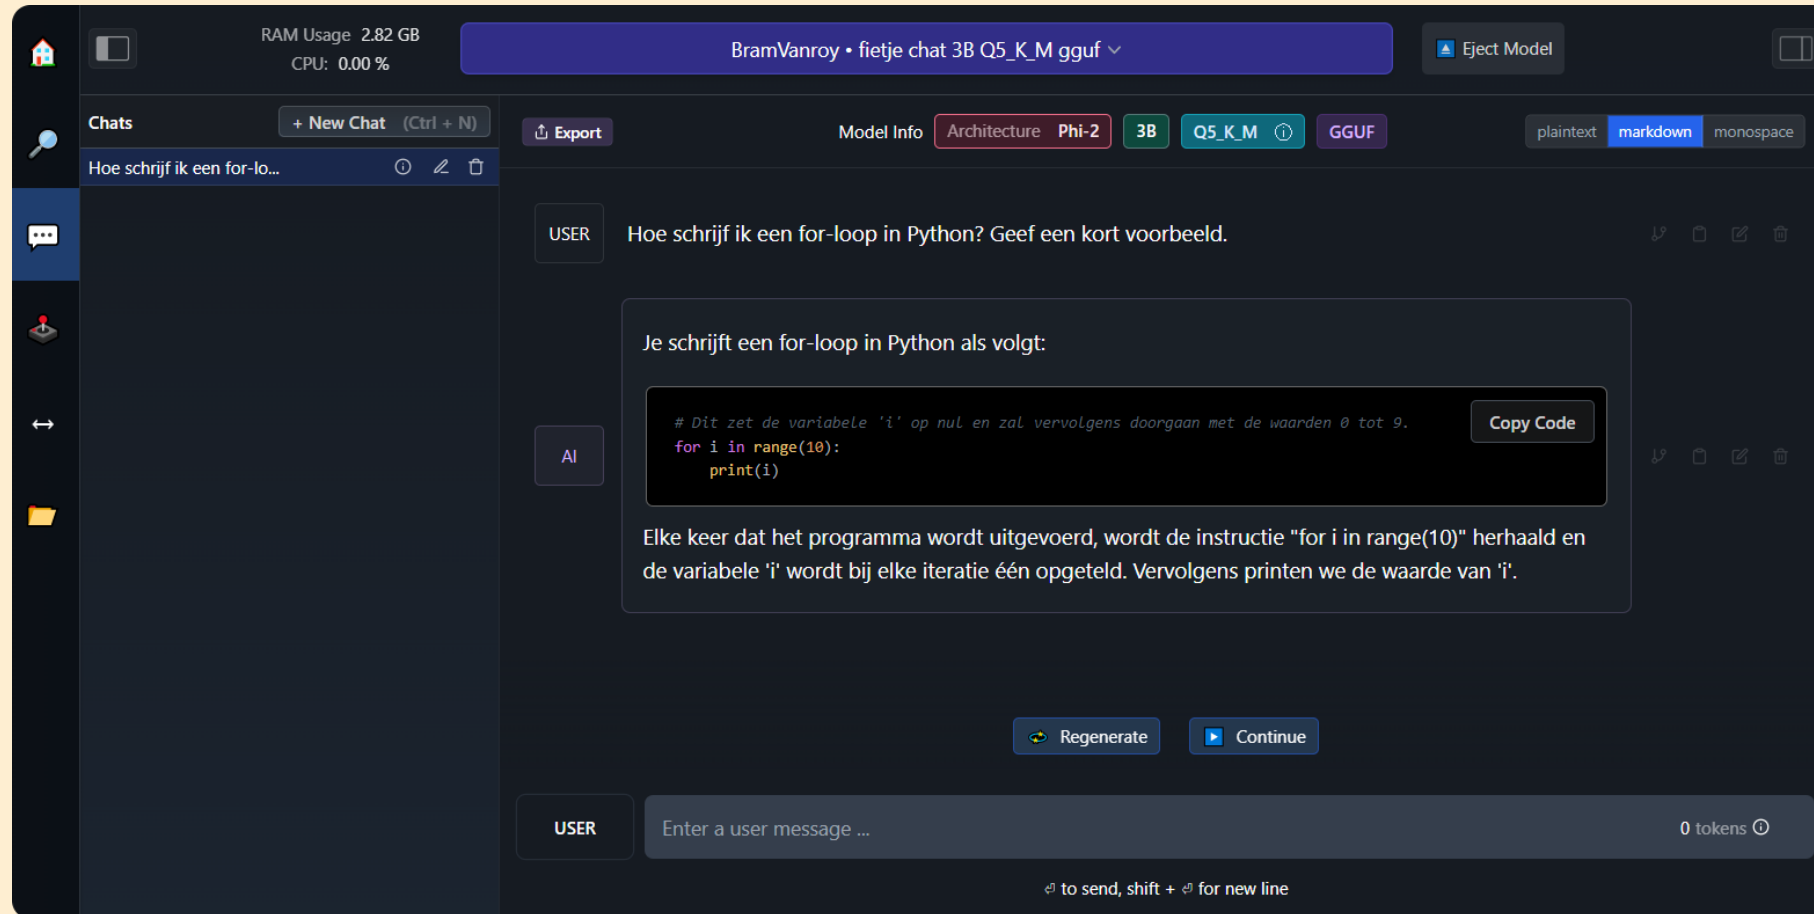 RAM Usage 2.82 GB
CPU: 0.00 %
BramVanroy • fietje chat 3B Q5_K_M gguf
Eject Model
Chats
+ New Chat (Ctrl + N)
Export
Model Info
Architecture Phi-2
3B
Q5_K_M
GGUF
plaintext
markdown
monospace
Hoe schrijf ik een for-lo...
USER
Hoe schrijf ik een for-loop in Python? Geef een kort voorbeeld.
AI
Je schrijft een for-loop in Python als volgt:
# Dit zet de variabele 'i' op nul en zal vervolgens doorgaan met de waarden 0 tot 9.
for i in range(10):
    print(i)
Copy Code
Elke keer dat het programma wordt uitgevoerd, wordt de instructie "for i in range(10)" herhaald en
de variabele 'i' wordt bij elke iteratie één opgeteld. Vervolgens printen we de waarde van 'i'.
Regenerate
Continue
USER
Enter a user message ...
0 tokens
⏎ to send, shift + ⏎ for new line